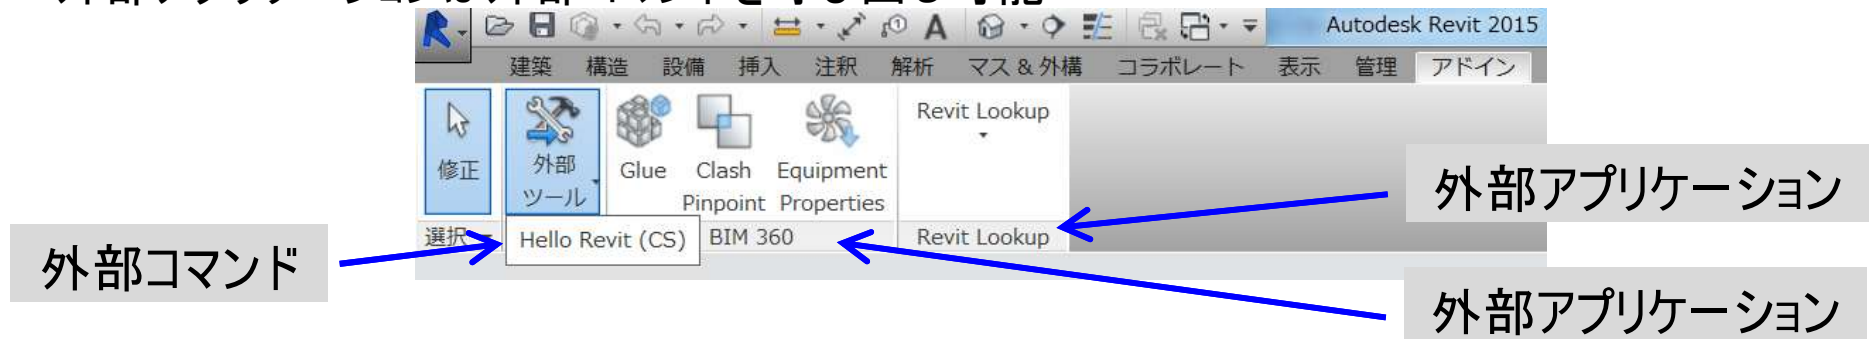 Autodesk Revit 2015
建築 構造 設備 挿入 注釈 解析 マス & 外構 コラボレート 表示 管理 アドイン
修正
外部
ツール
Glue
Clash
Pinpoint
Equipment
Properties
Revit Lookup
選択
Hello Revit (CS)
BIM 360
Revit Lookup
外部コマンド
外部アプリケーション
外部アプリケーション